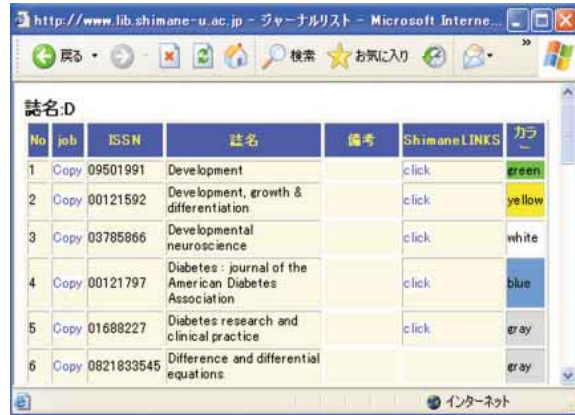 http://www.lib.shimane-u.ac.jp - ジャーナルリスト - Microsoft Interne...
戻る 検索 お気に入り »
誌名:D
No job ISSN 誌名 備考 ShimaneLINKS カラー
1 Copy 09501991 Development click green
2 Copy 00121592 Development, growth &
differentiation click yellow
3 Copy 03785866 Developmental
neuroscience click white
4 Copy 00121797 Diabetes : journal of the
American Diabetes
Association click blue
5 Copy 01688227 Diabetes research and
clinical practice click gray
6 Copy 0821833545 Difference and differential
equations gray
インターネット